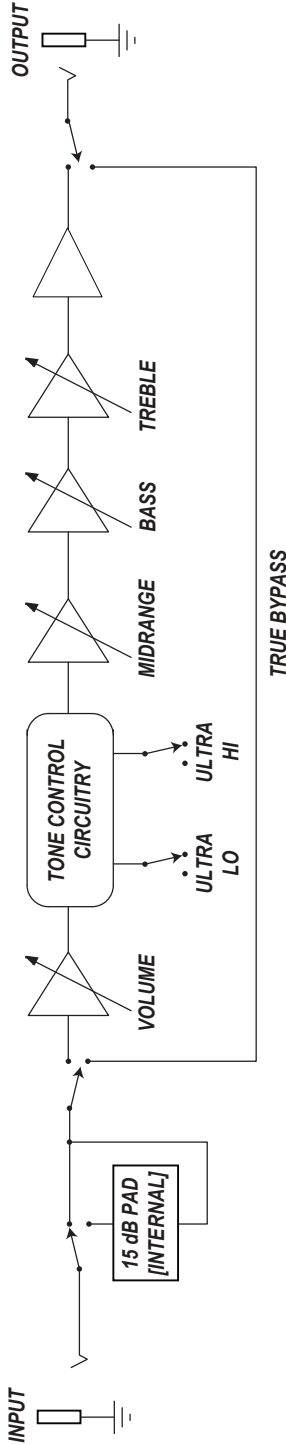 INPUT
15 dB PAD
[INTERNAL]
VOLUME
TONE CONTROL
CIRCUITRY
ULTRA
LO
ULTRA
HI
MIDRANGE
BASS
TREBLE
TRUE BYPASS
OUTPUT